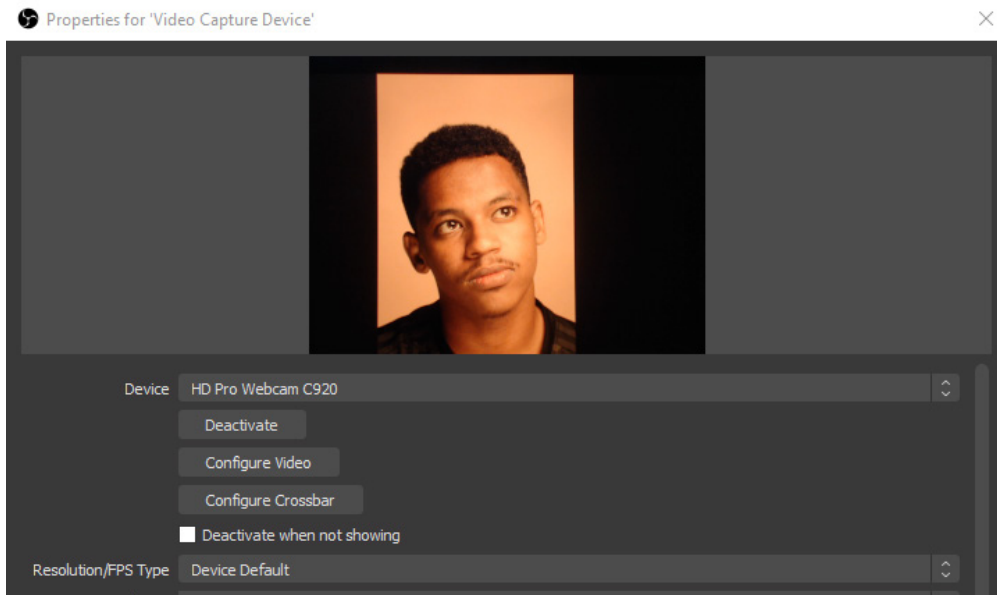 Properties for 'Video Capture Device'
Device HD Pro Webcam C920
Deactivate
Configure Video
Configure Crossbar
Deactivate when not showing
Resolution/FPS Type Device Default